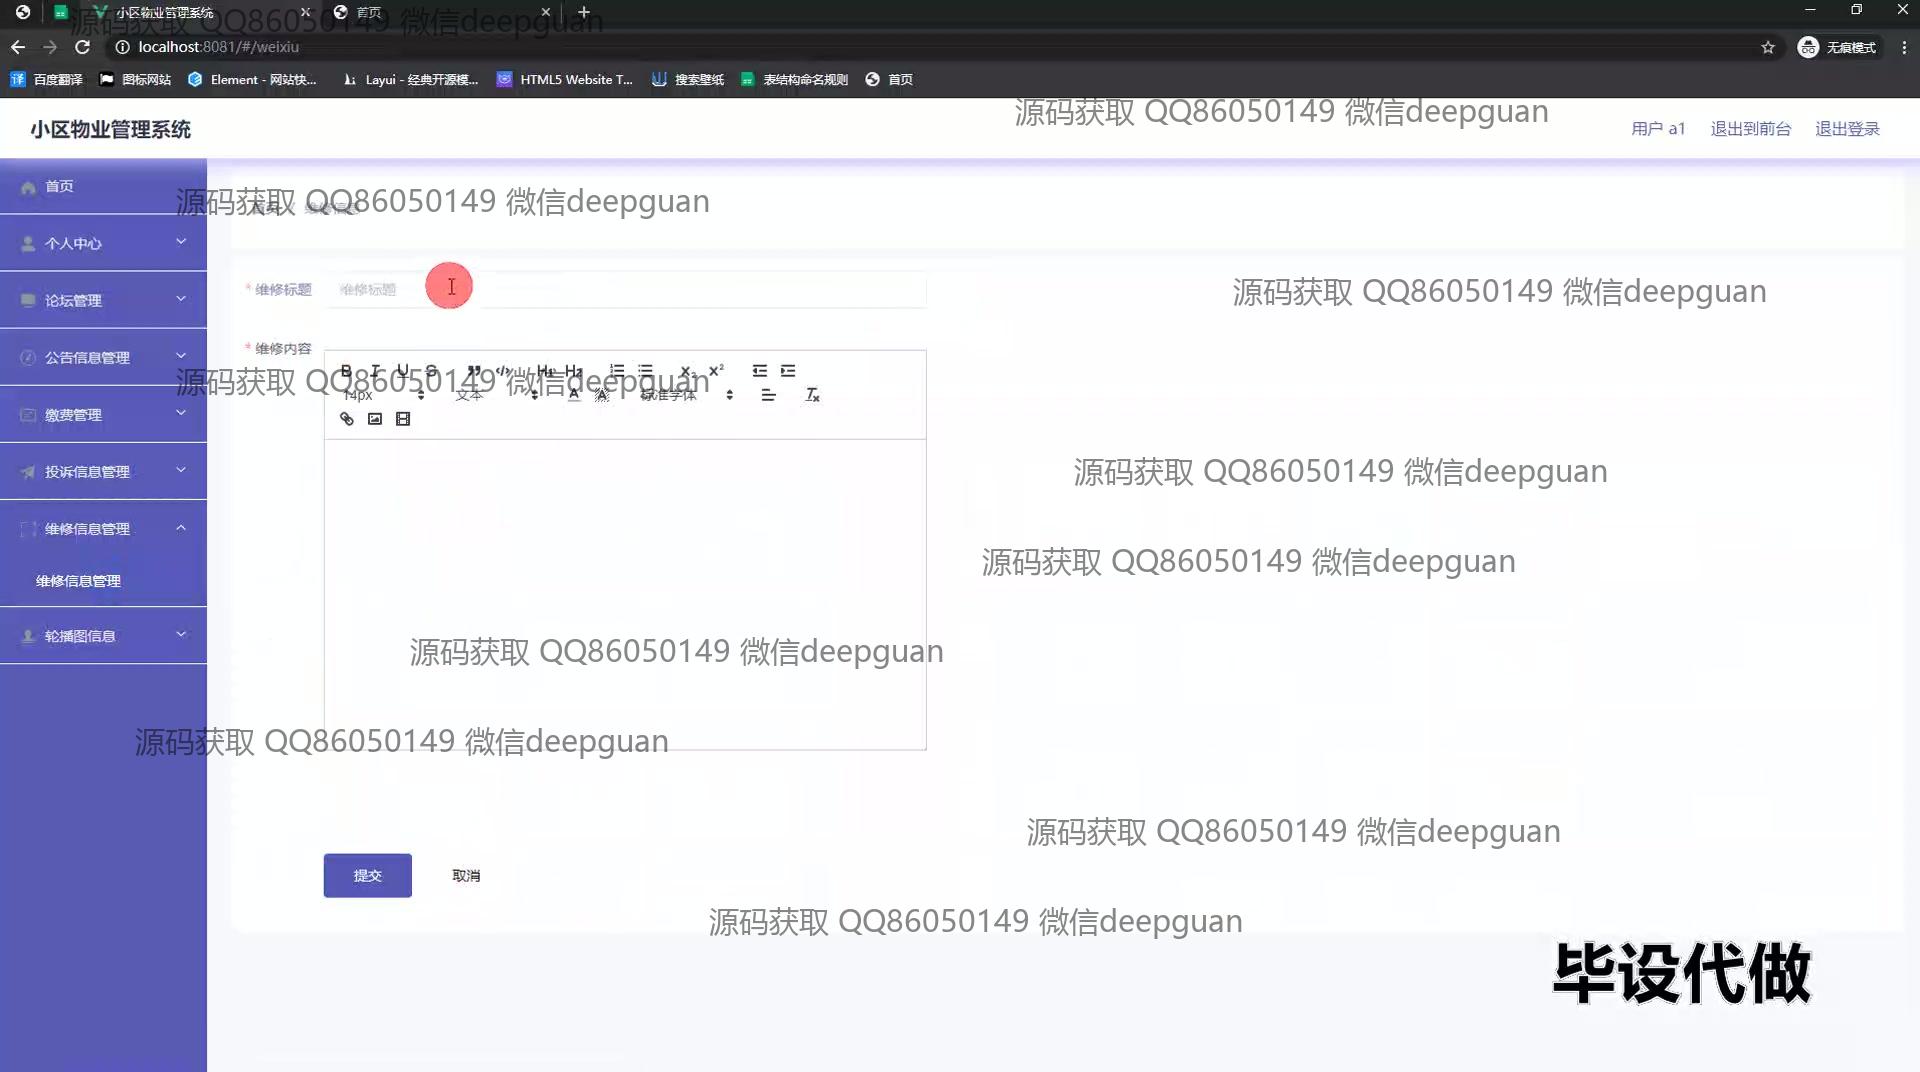 小区物业管理系统 首页
源码获取 QQ86050149 微信deepguan
localhost:8081/#/weixiu 无痕模式
百度翻译 图标网站 Element - 网站快... Layui - 经典开源模... HTML5 Website T... 搜索壁纸 表结构命名规则 首页
源码获取 QQ86050149 微信deepguan
小区物业管理系统 用户 a1 退出到前台 退出登录
首页
源码获取 QQ86050149 微信deepguan
首页 维修信息
个人中心
* 维修标题 维修标题
源码获取 QQ86050149 微信deepguan
论坛管理
* 维修内容
公告信息管理
源码获取 QQ86050149 微信deepguan
14px 文本 标准字体
缴费管理
投诉信息管理
源码获取 QQ86050149 微信deepguan
维修信息管理
源码获取 QQ86050149 微信deepguan
维修信息管理
轮播图信息
源码获取 QQ86050149 微信deepguan
源码获取 QQ86050149 微信deepguan
源码获取 QQ86050149 微信deepguan
提交 取消
源码获取 QQ86050149 微信deepguan
毕设代做